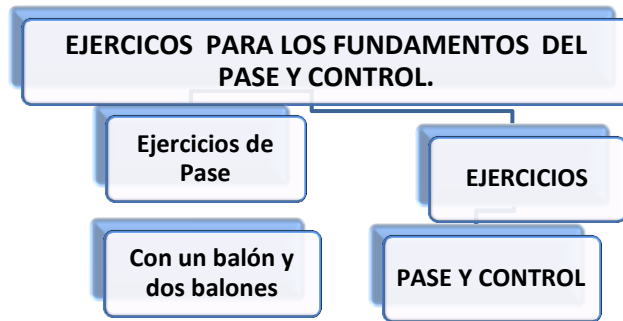 EJERCICOS PARA LOS FUNDAMENTOS DEL
PASE Y CONTROL.
Ejercicios de
Pase
EJERCICIOS
Con un balón y
dos balones
PASE Y CONTROL